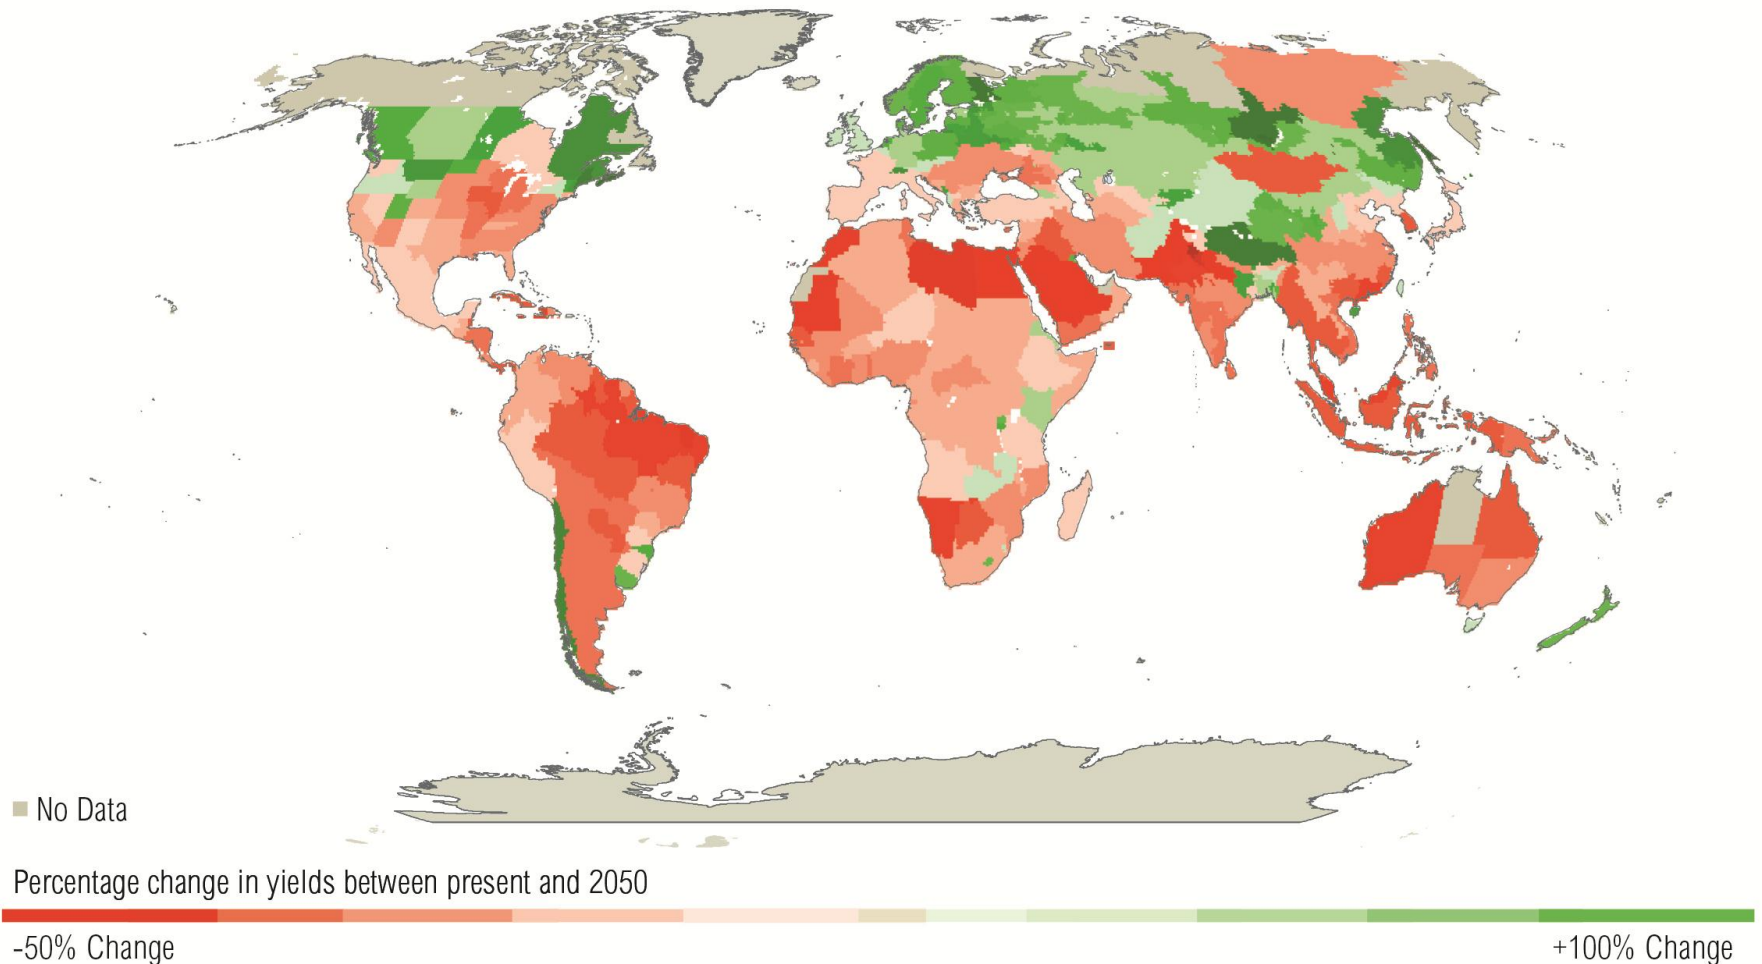 No Data
Percentage change in yields between present and 2050
-50% Change
+100% Change